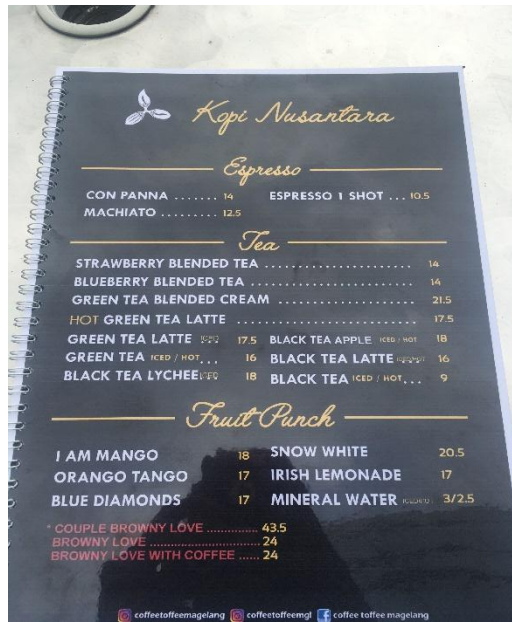 Kopi Nusantara
Espresso
CON PANNA ....... 14 ESPRESSO 1 SHOT ... 10.5
MACHIATO ......... 12.5
Tea
STRAWBERRY BLENDED TEA ....................... 14
BLUEBERRY BLENDED TEA ....................... 14
GREEN TEA BLENDED CREAM ..................... 21.5
HOT GREEN TEA LATTE ............................ 17.5
GREEN TEA LATTE 17.5 BLACK TEA APPLE ICED / HOT 18
GREEN TEA ICED / HOT... 16 BLACK TEA LATTE 16
BLACK TEA LYCHEE 18 BLACK TEA ICED / HOT... 9
Fruit Punch
I AM MANGO 18 SNOW WHITE 20.5
ORANGO TANGO 17 IRISH LEMONADE 17
BLUE DIAMONDS 17 MINERAL WATER 3/2.5
* COUPLE BROWNY LOVE .............. 43.5
BROWNY LOVE .............................. 24
BROWNY LOVE WITH COFFEE ...... 24
coffeetoffeemagelang coffeetoffeemgl coffee toffee magelang